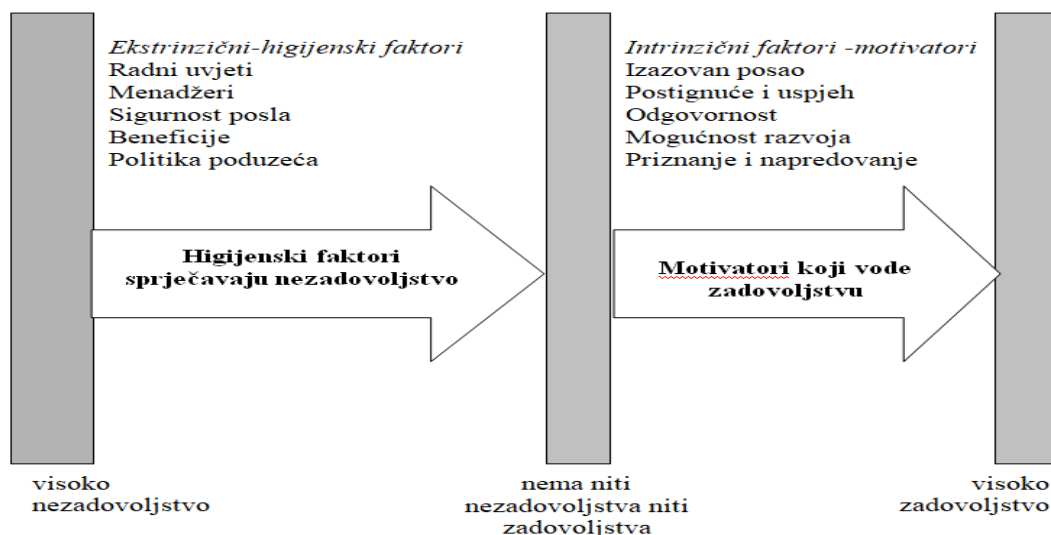 Ekstrinzični-higijenski faktori
Radni uvjeti
Menadžeri
Sigurnost posla
Beneficije
Politika poduzeća
Intrinzični faktori -motivatori
Izazovan posao
Postignuće i uspjeh
Odgovornost
Mogućnost razvoja
Priznanje i napredovanje
Higijenski faktori
sprječavaju nezadovoljstvo
Motivatori koji vode
zadovoljstvu
visoko
nezadovoljstvo
nema niti
nezadovoljstva niti
zadovoljstva
visoko
zadovoljstvo